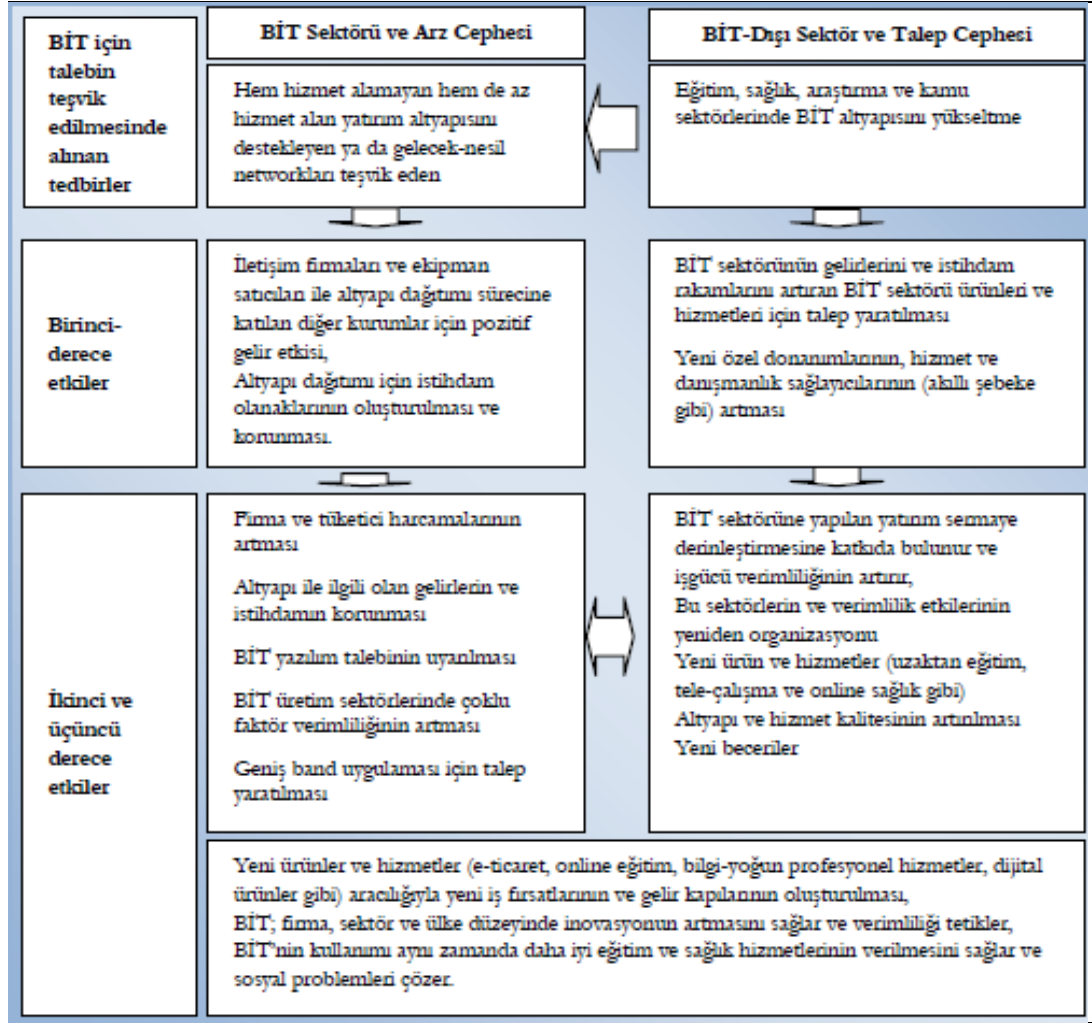 BİT için
talebin
teşvik
edilmesinde
alınan
tedbirler
BİT Sektörü ve Arz Cephesi
BİT-Dışı Sektör ve Talep Cephesi
Hem hizmet alamayan hem de az
hizmet alan yatırım altyapısını
destekleyen ya da gelecek-nesil
networkları teşvik eden
Eğitim, sağlık, araştırma ve kamu
sektörlerinde BİT altyapısını yükseltme
Birinci-
derece
etkiler
İletişim firmaları ve ekipman
satıcıları ile altyapı dağıtımı sürecine
katılan diğer kurumlar için pozitif
gelir etkisi,
Altyapı dağıtımı için istihdam
olanaklarının oluşturulması ve
korunması.
BİT sektörünün gelirlerini ve istihdam
rakamlarını artıran BİT sektörü ürünleri ve
hizmetleri için talep yaratılması
Yeni özel donanımlarının, hizmet ve
danışmanlık sağlayıcılarının (akıllı şebeke
gibi) artması
İkinci ve
üçüncü
derece
etkiler
Firma ve tüketici harcamalarının
artması
Altyapı ile ilgili olan gelirlerin ve
istihdamın korunması
BİT yazılım talebinin uyarılması
BİT üretim sektörlerinde çoklu
faktör verimliliğinin artması
Geniş band uygulaması için talep
yaratılması
BİT sektörüne yapılan yatırım sermaye
derinleştirmesine katkıda bulunur ve
işgücü verimliliğinin artırır,
Bu sektörlerin ve verimlilik etkilerinin
yeniden organizasyonu
Yeni ürün ve hizmetler (uzaktan eğitim,
tele-çalışma ve online sağlık gibi)
Altyapı ve hizmet kalitesinin artırılması
Yeni beceriler
Yeni ürünler ve hizmetler (e-ticaret, online eğitim, bilgi-yoğun profesyonel hizmetler, dijital
ürünler gibi) aracılığıyla yeni iş fırsatlarının ve gelir kapılarının oluşturulması,
BİT; firma, sektör ve ülke düzeyinde inovasyonun artmasını sağlar ve verimliliği tetikler,
BİT'nin kullanımı aynı zamanda daha iyi eğitim ve sağlık hizmetlerinin verilmesini sağlar ve
sosyal problemleri çözer.